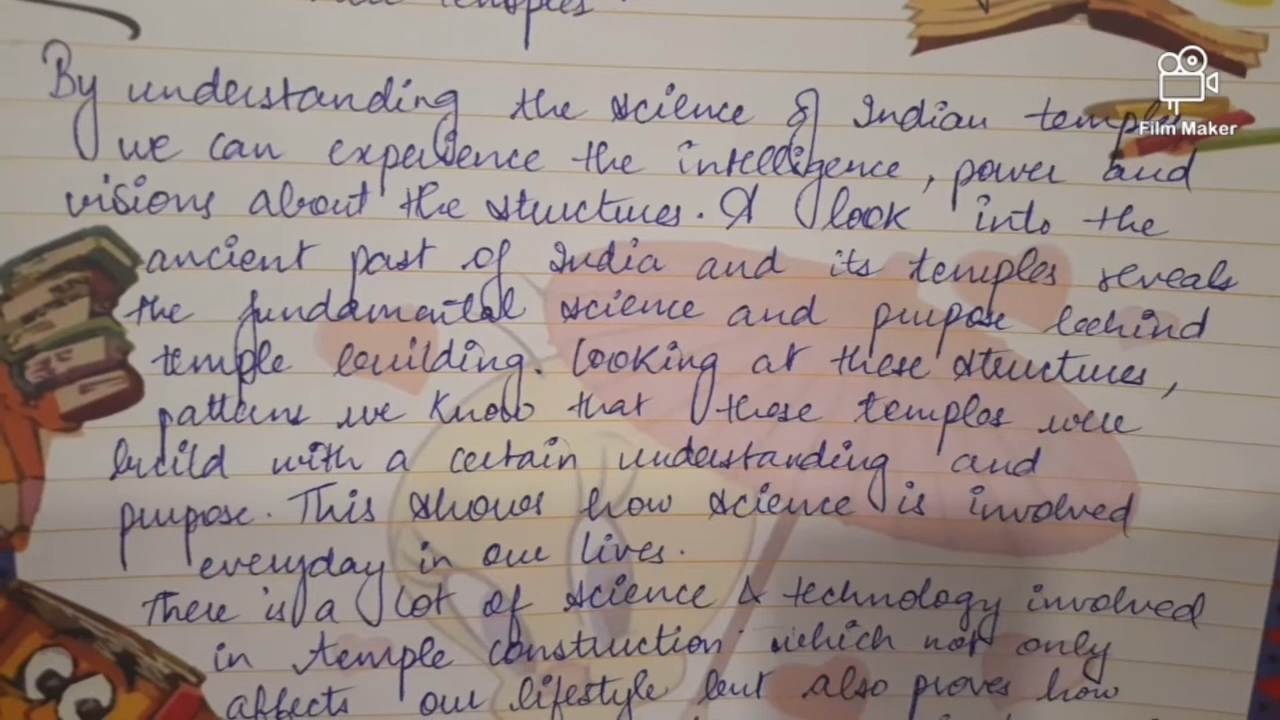 temples
By understanding the science of Indian temple
we can experience the intelligence, power and
visions about the structures. A look into the
ancient past of India and its temples reveals
the fundamental science and purpose behind
temple building. Looking at these structures,
patterns we know that those temples were
build with a certain understanding and
purpose. This shows how science is involved
everyday in our lives.
There is a lot of science & technology involved
in temple construction which not only
affects our lifestyle but also proves how
Film Maker